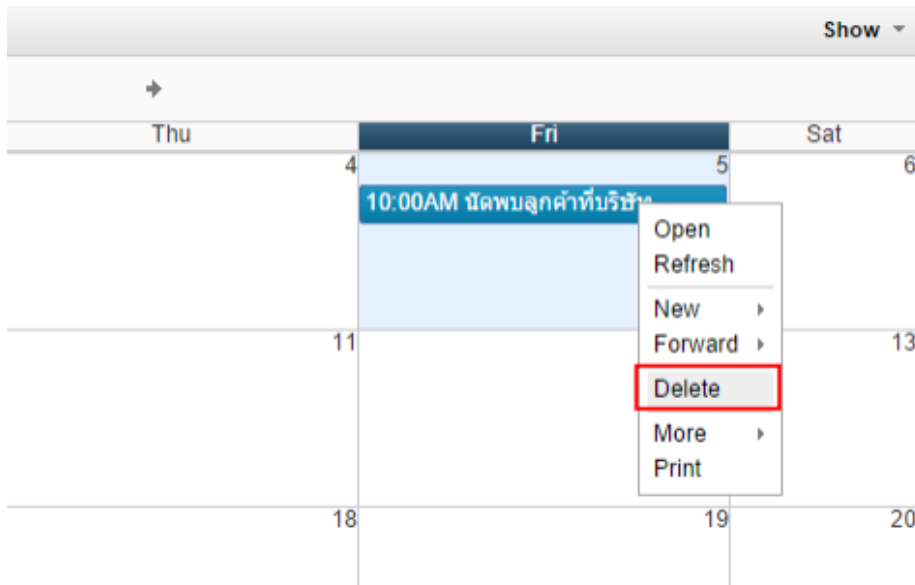 Show
Thu Fri Sat
4 5 6
10:00AM นัดพบลูกค้าที่บริษัท
Open
Refresh
New
Forward
11 13
Delete
More
Print
18 19 20